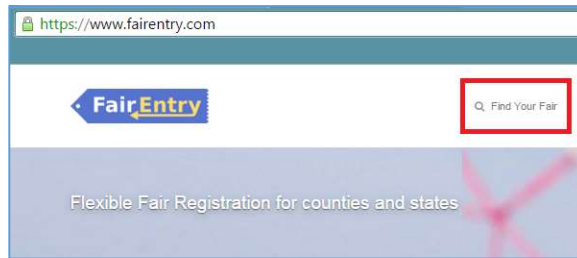 https://www.fairentry.com
FairEntry
Find Your Fair
Flexible Fair Registration for counties and states